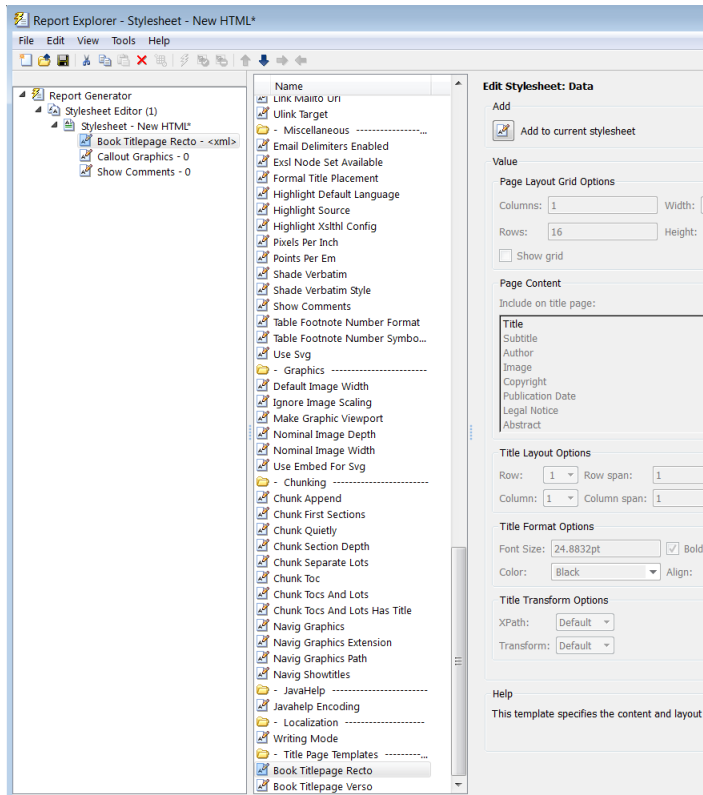 Report Explorer - Stylesheet - New HTML*
File Edit View Tools Help
Report Generator
Stylesheet Editor (1)
Stylesheet - New HTML*
Book Titlepage Recto - <xml>
Callout Graphics - 0
Show Comments - 0
Name
Link Mailto Url
Ulink Target
- Miscellaneous ----------------...
Email Delimiters Enabled
Exsl Node Set Available
Formal Title Placement
Highlight Default Language
Highlight Source
Highlight Xslthl Config
Pixels Per Inch
Points Per Em
Shade Verbatim
Shade Verbatim Style
Show Comments
Table Footnote Number Format
Table Footnote Number Symbo...
Use Svg
- Graphics ------------------------
Default Image Width
Ignore Image Scaling
Make Graphic Viewport
Nominal Image Depth
Nominal Image Width
Use Embed For Svg
- Chunking ------------------------
Chunk Append
Chunk First Sections
Chunk Quietly
Chunk Section Depth
Chunk Separate Lots
Chunk Toc
Chunk Tocs And Lots
Chunk Tocs And Lots Has Title
Navig Graphics
Navig Graphics Extension
Navig Graphics Path
Navig Showtitles
- JavaHelp ------------------------
Javahelp Encoding
- Localization --------------------
Writing Mode
- Title Page Templates ---------...
Book Titlepage Recto
Book Titlepage Verso
Edit Stylesheet: Data
Add
Add to current stylesheet
Value
Page Layout Grid Options
Columns: 1 Width:
Rows: 16 Height:
Show grid
Page Content
Include on title page:
Title
Subtitle
Author
Image
Copyright
Publication Date
Legal Notice
Abstract
Title Layout Options
Row: 1 Row span: 1
Column: 1 Column span: 1
Title Format Options
Font Size: 24.8832pt Bold
Color: Black Align:
Title Transform Options
XPath: Default
Transform: Default
Help
This template specifies the content and layout